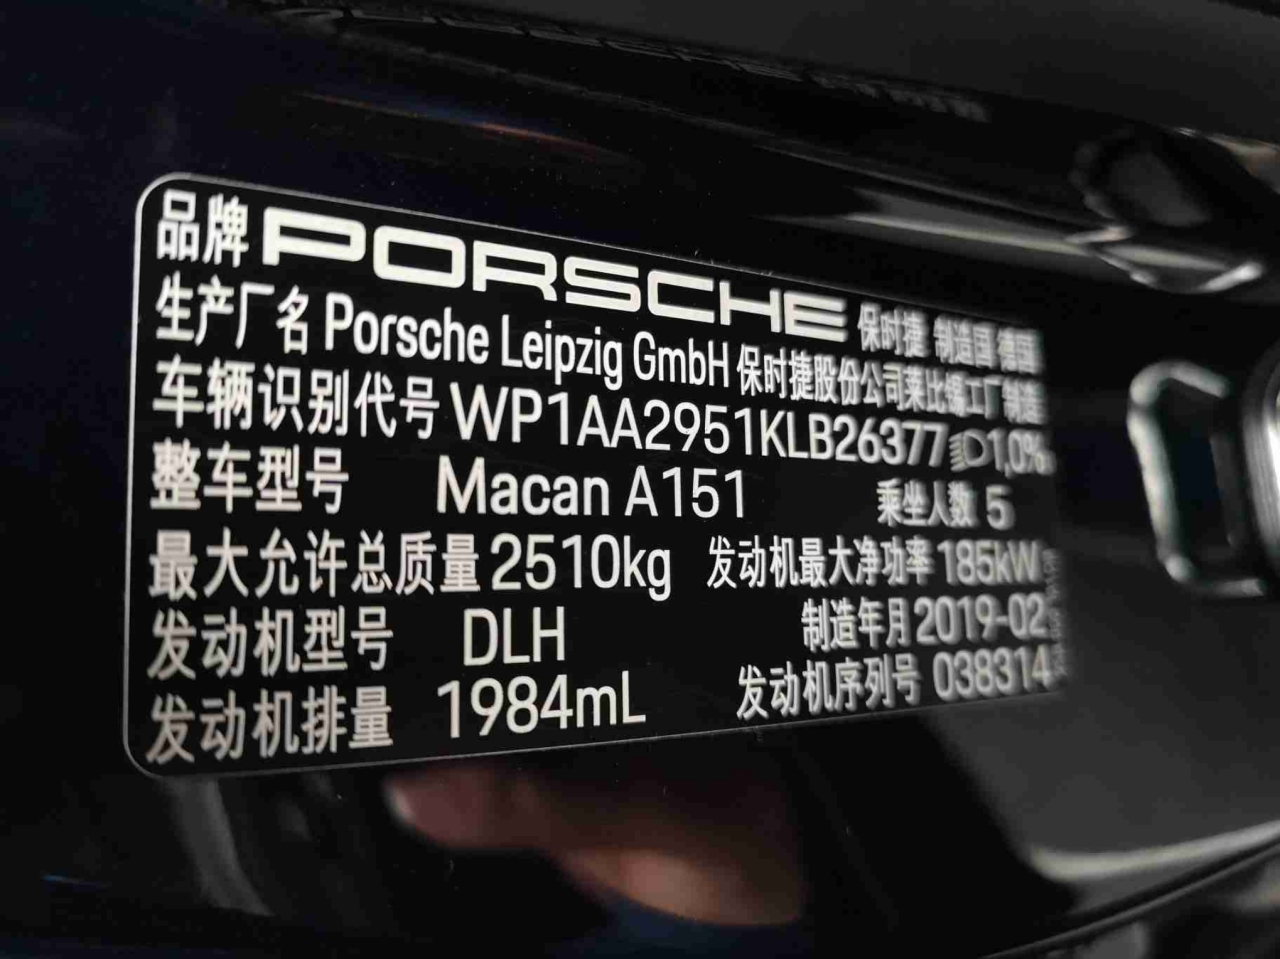 品牌 PORSCHE 保时捷 制造国 德国
生产厂名 Porsche Leipzig GmbH 保时捷股份公司莱比锡工厂制造
车辆识别代号 WP1AA2951KLB26377 1,0%
整车型号 Macan A151 乘坐人数 5
最大允许总质量 2510kg 发动机最大净功率 185kW
发动机型号 DLH 制造年月 2019-02
发动机排量 1984mL 发动机序列号 038314